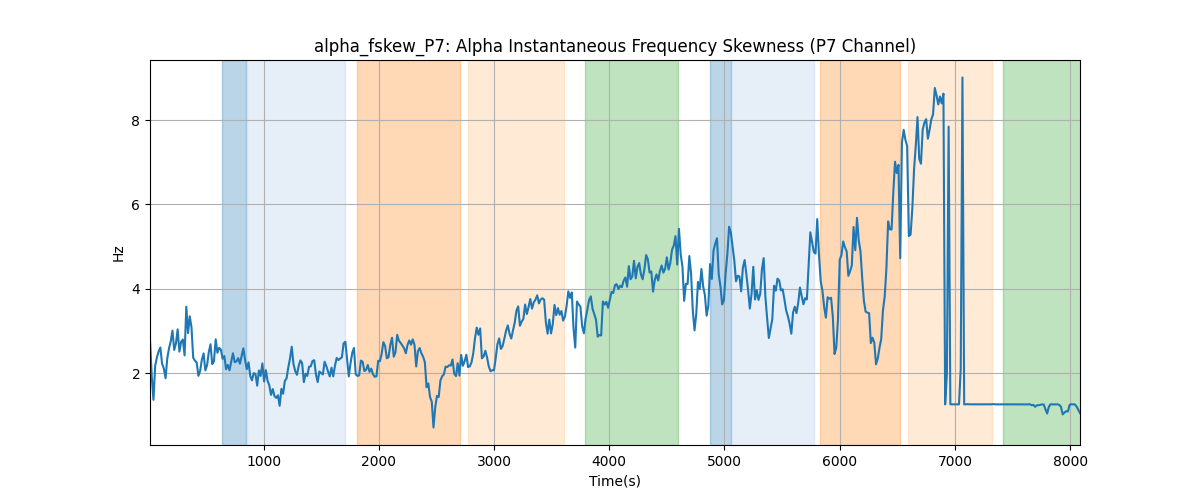 alpha_fskew_P7: Alpha Instantaneous Frequency Skewness (P7 Channel)
Hz
8
6
4
2
1000 2000 3000 4000 5000 6000 7000 8000
Time(s)